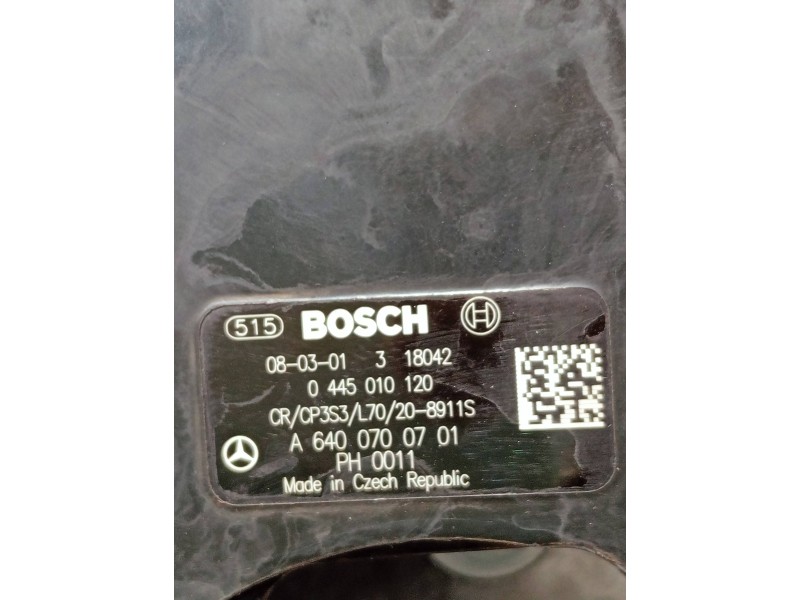 515 BOSCH
08-03-01 3 18042
0 445 010 120
CR/CP3S3/L70/20-8911S
A 640 070 07 01
PH 0011
Made in Czech Republic